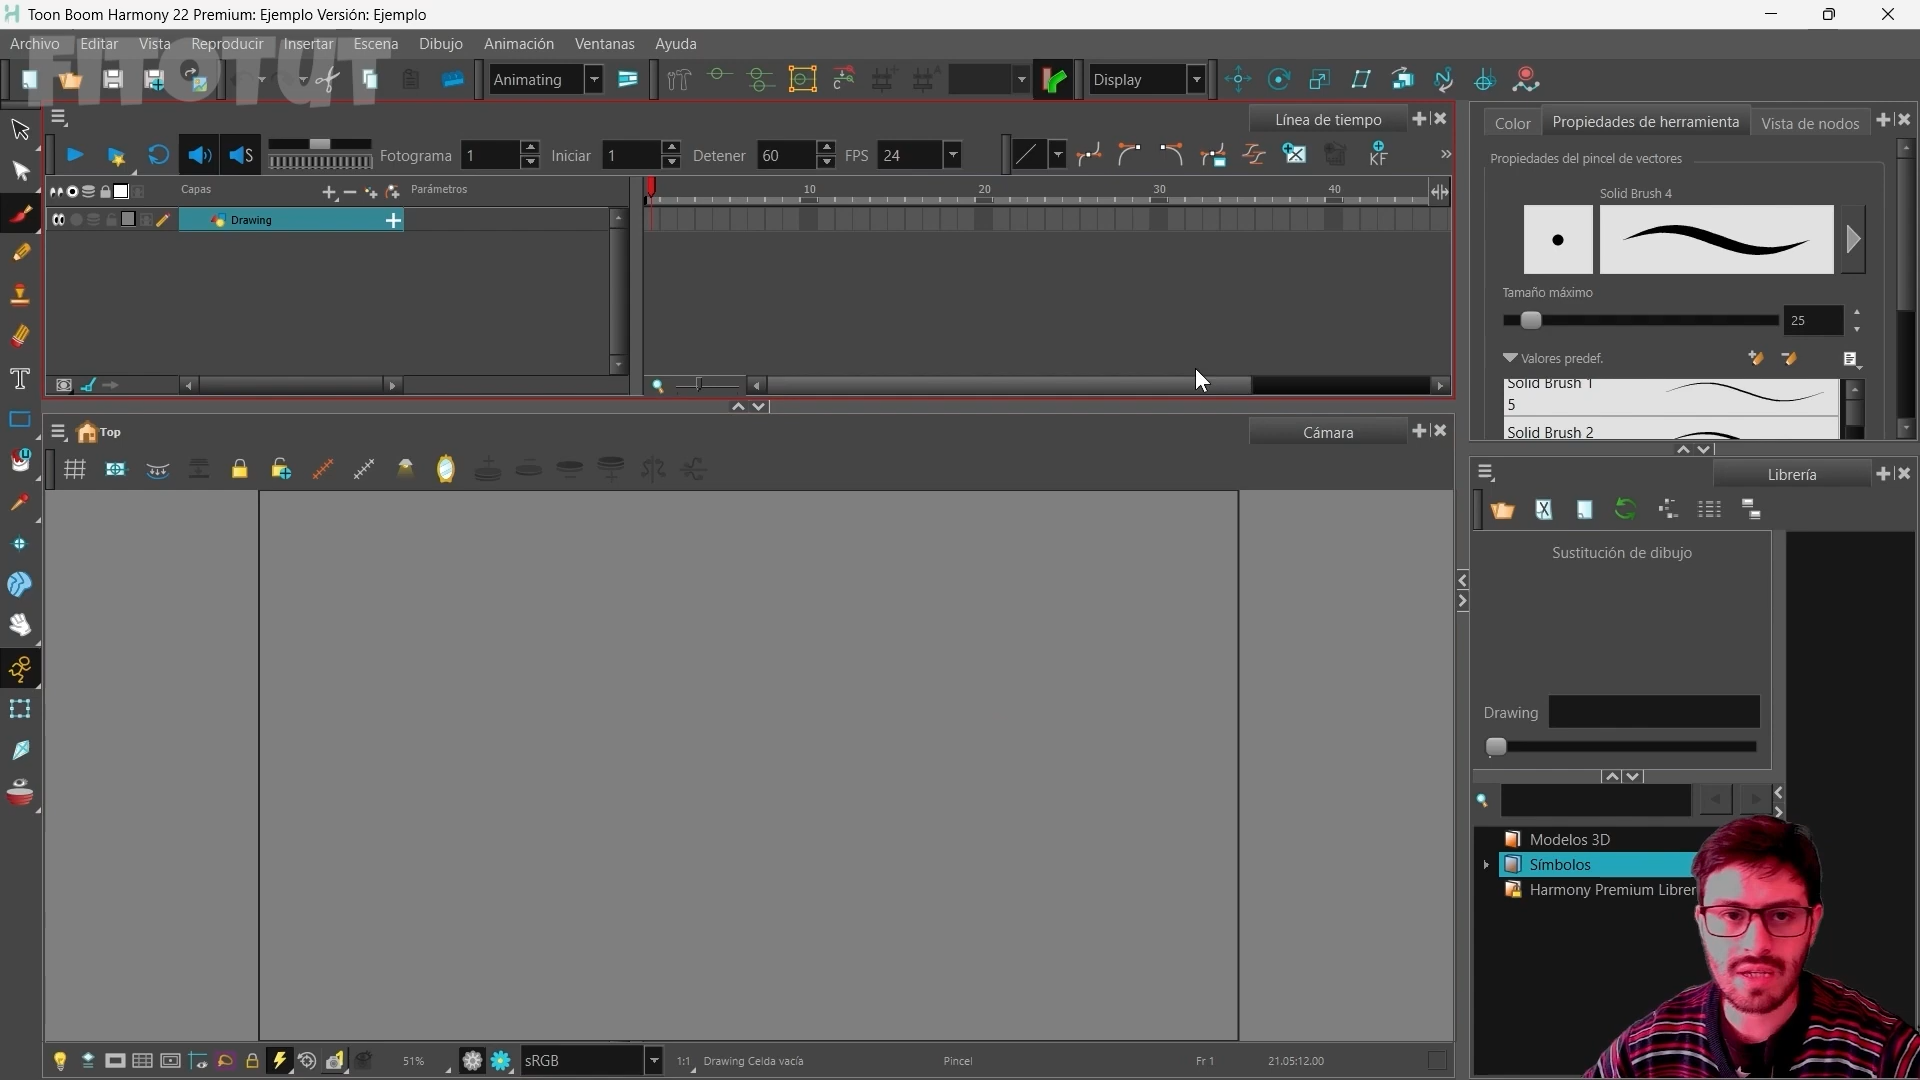 Toon Boom Harmony 22 Premium: Ejemplo Versión: Ejemplo
Archivo Editar Vista Reproducir Insertar Escena Dibujo Animación Ventanas Ayuda
FITOTUT
Animating
Display
Línea de tiempo
Color Propiedades de herramienta Vista de nodos
Fotograma 1 Iniciar 1 Detener 60 FPS 24
KF
Propiedades del pincel de vectores
Capas Parámetros
10 20 30 40
Solid Brush 4
Drawing
Tamaño máximo
25
Valores predef.
Solid Brush 1
5
Solid Brush 2
Top
Cámara
Librería
Sustitución de dibujo
Drawing
Modelos 3D
Símbolos
Harmony Premium Librer
51%
sRGB
1:1
Drawing Celda vacía
Pincel
Fr 1
21.05:12.00